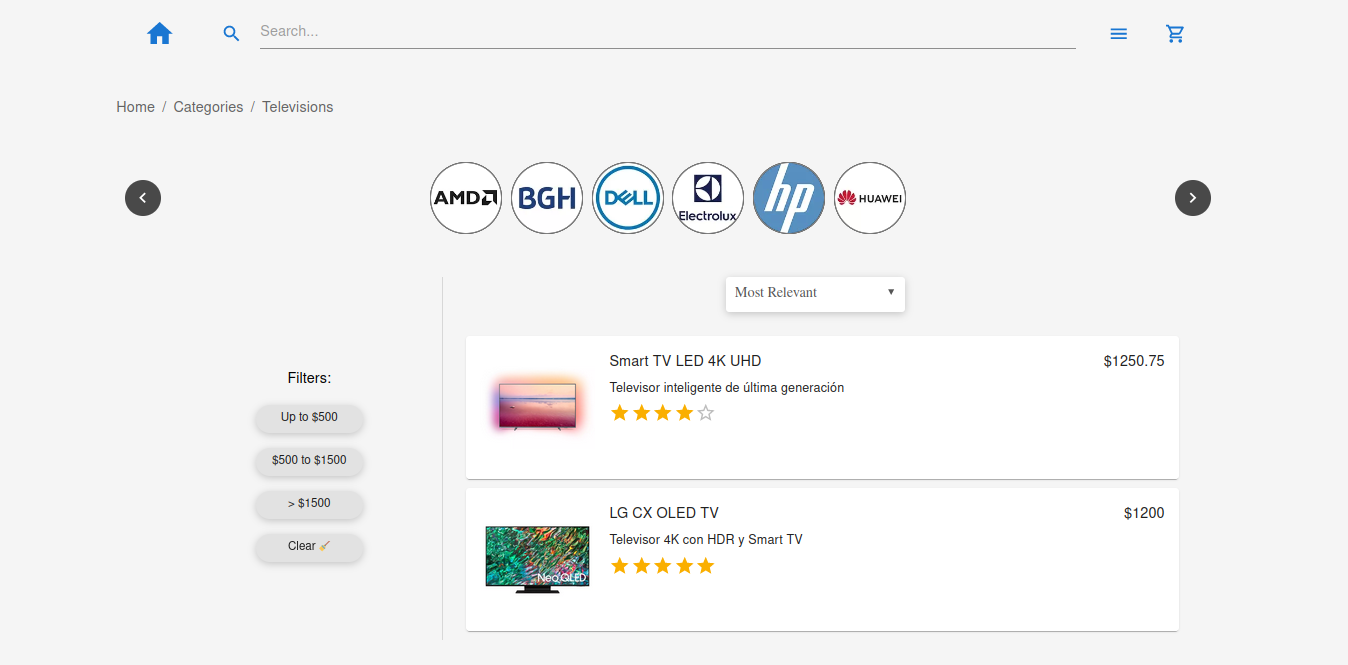 Search...
Home / Categories / Televisions
AMD
BGH
DELL
Electrolux
hp
HUAWEI
Most Relevant
Filters:
Up to $500
$500 to $1500
> $1500
Clear
Smart TV LED 4K UHD
$1250.75
Televisor inteligente de última generación
LG CX OLED TV
$1200
Televisor 4K con HDR y Smart TV
Neo QLED